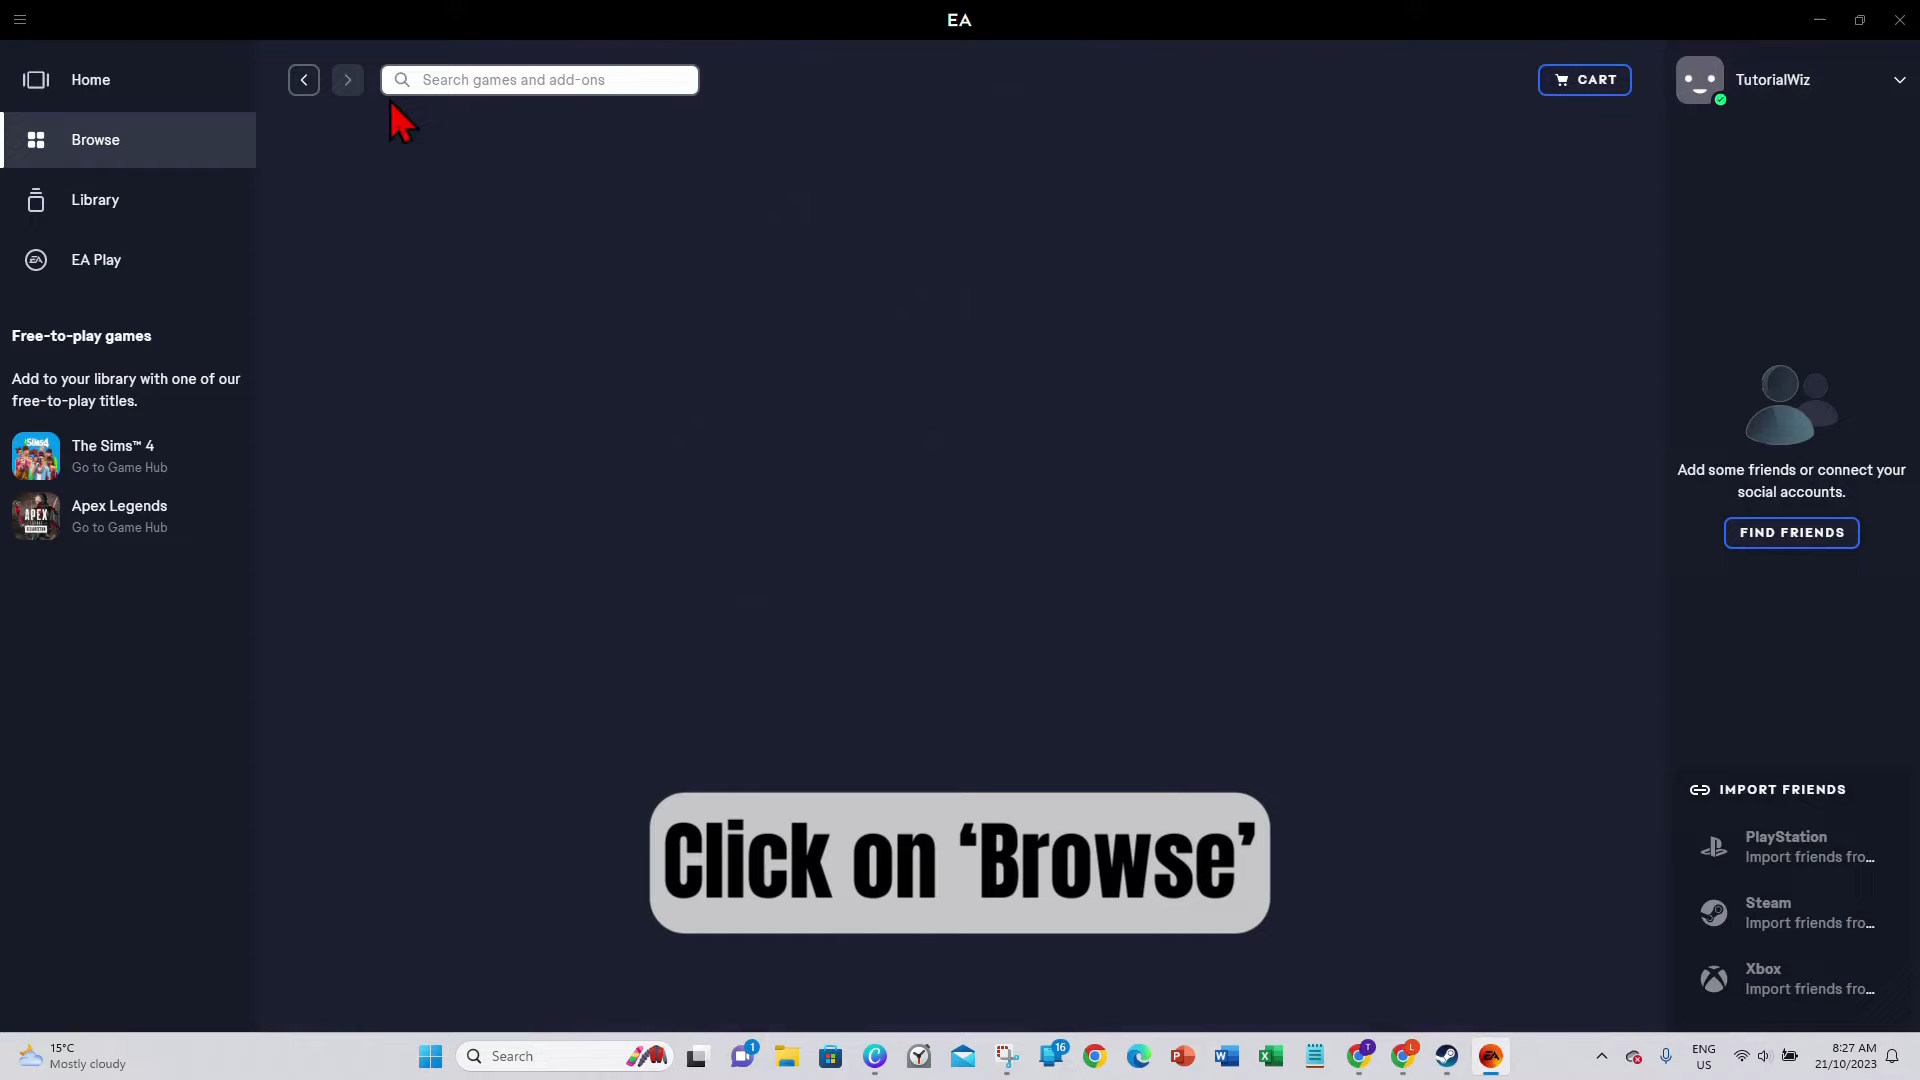 EA
Home
Search games and add-ons
CART
TutorialWiz
Browse
Library
EA Play
Free-to-play games
Add to your library with one of our
free-to-play titles.
The Sims™ 4
Go to Game Hub
Apex Legends
Go to Game Hub
Add some friends or connect your
social accounts.
FIND FRIENDS
IMPORT FRIENDS
PlayStation
Import friends fro...
Steam
Import friends fro...
Xbox
Import friends fro...
Click on ‘Browse’
15°C
Mostly cloudy
Search
1
16
T
L
ENG
US
8:27 AM
21/10/2023